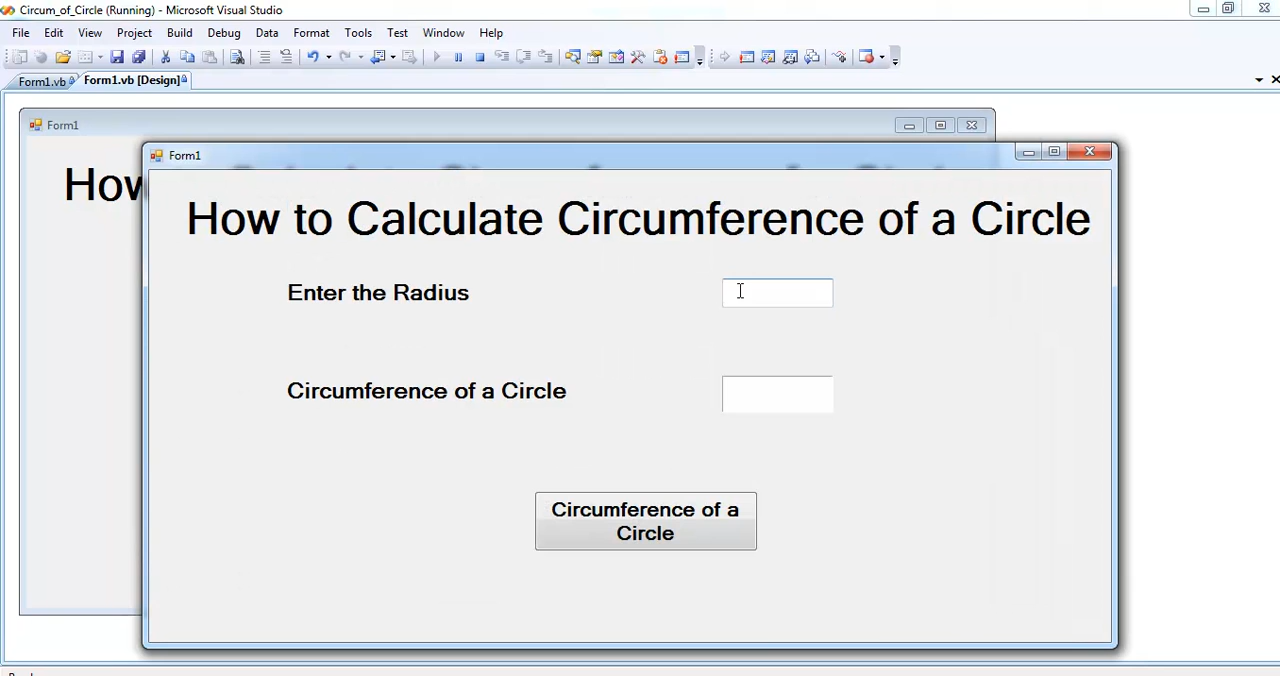 Circum_of_Circle (Running) - Microsoft Visual Studio
File Edit View Project Build Debug Data Format Tools Test Window Help
Form1.vb Form1.vb [Design]
Form1
Form1
How
How to Calculate Circumference of a Circle
Enter the Radius
Circumference of a Circle
Circumference of a
Circle